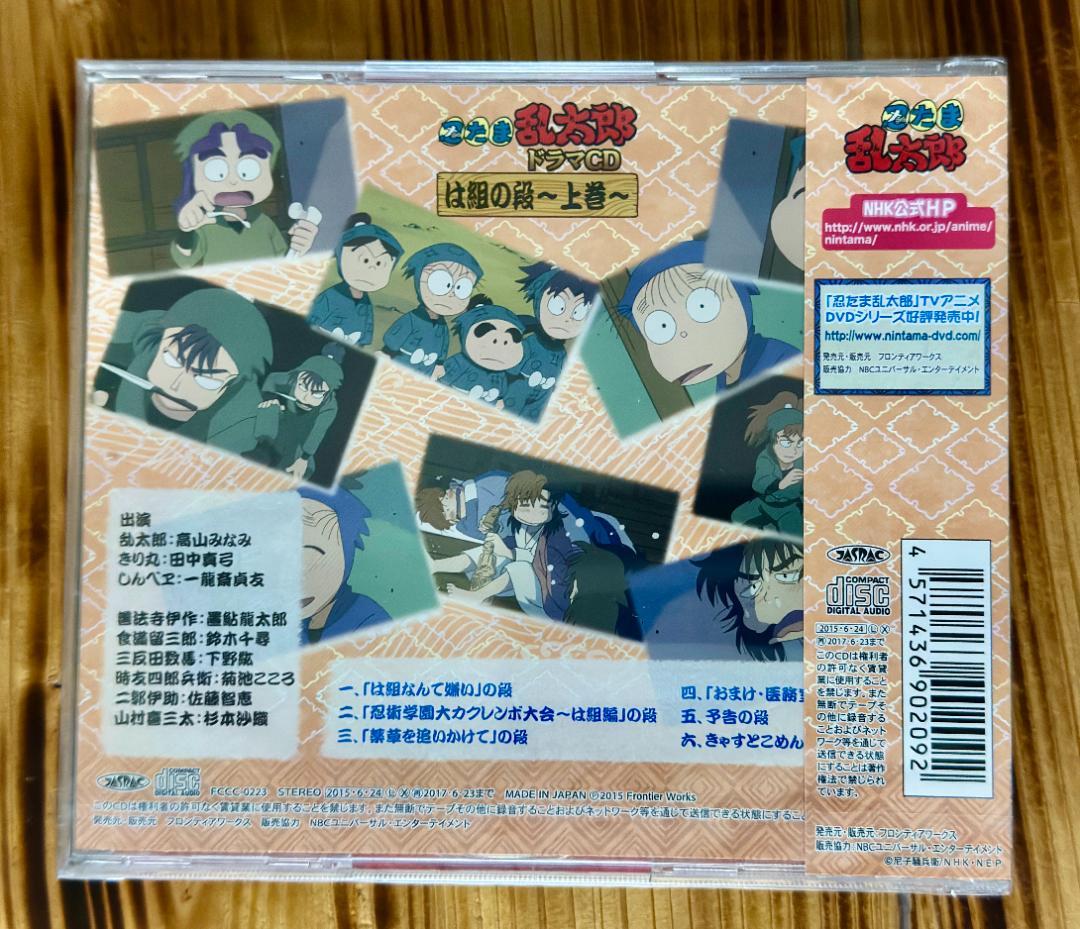 忍たま乱太郎
ドラマCD
は組の段～上巻～
出演
乱太郎:高山みなみ
きり丸:田中真弓
しんべヱ:一龍斎貞友
善法寺伊作:置鮎龍太郎
食満留三郎:鈴木千尋
三反田数馬:下野紘
時友四郎兵衛:菊池こころ
二郭伊助:佐藤智恵
山村喜三太:杉本沙織
一、「は組なんて嫌い」の段
二、「忍術学園大カクレンボ大会～は組編」の段
三、「薬草を追いかけて」の段
四、「おまけ・医務
五、予告の段
六、きゃすとこめん
JASRAC
COMPACT
disc
DIGITAL AUDIO
FCCC-0223 STEREO 2015・6・24 Ⓛ Ⓧ Ⓡ2017・6・23まで MADE IN JAPAN Ⓟ2015 Frontier Works
このCDは権利者の許可なく賃貸業に使用することを禁じます。また無断でテープその他に録音することおよびネットワーク等を通じて送信できる状態にするこ
発売元・販売元 フロンティアワークス 販売協力 NBCユニバーサル・エンターテイメント
忍たま
乱太郎
NHK公式HP
http://www.nhk.or.jp/anime/
nintama/
「忍たま乱太郎」TVアニメ
DVDシリーズ好評発売中!
http://www.nintama-dvd.com/
発売元・販売元 フロンティアワークス
販売協力 NBCユニバーサル・エンターテイメント
JASRAC
COMPACT
disc
DIGITAL AUDIO
2015・6・24 Ⓛ Ⓧ
Ⓡ2017・6・23まで
このCDは権利者
の許可なく賃貸
業に使用すること
を禁じます。また
無断でテープそ
の他に録音する
ことおよびネット
ワーク等を通じて
送信できる状態
にすることは著作
権法で禁じられ
ています。
4571436902092
発売元・販売元:フロンティアワークス
販売協力:NBCユニバーサル・エンターテイメント
©尼子騒兵衛/NHK・NEP